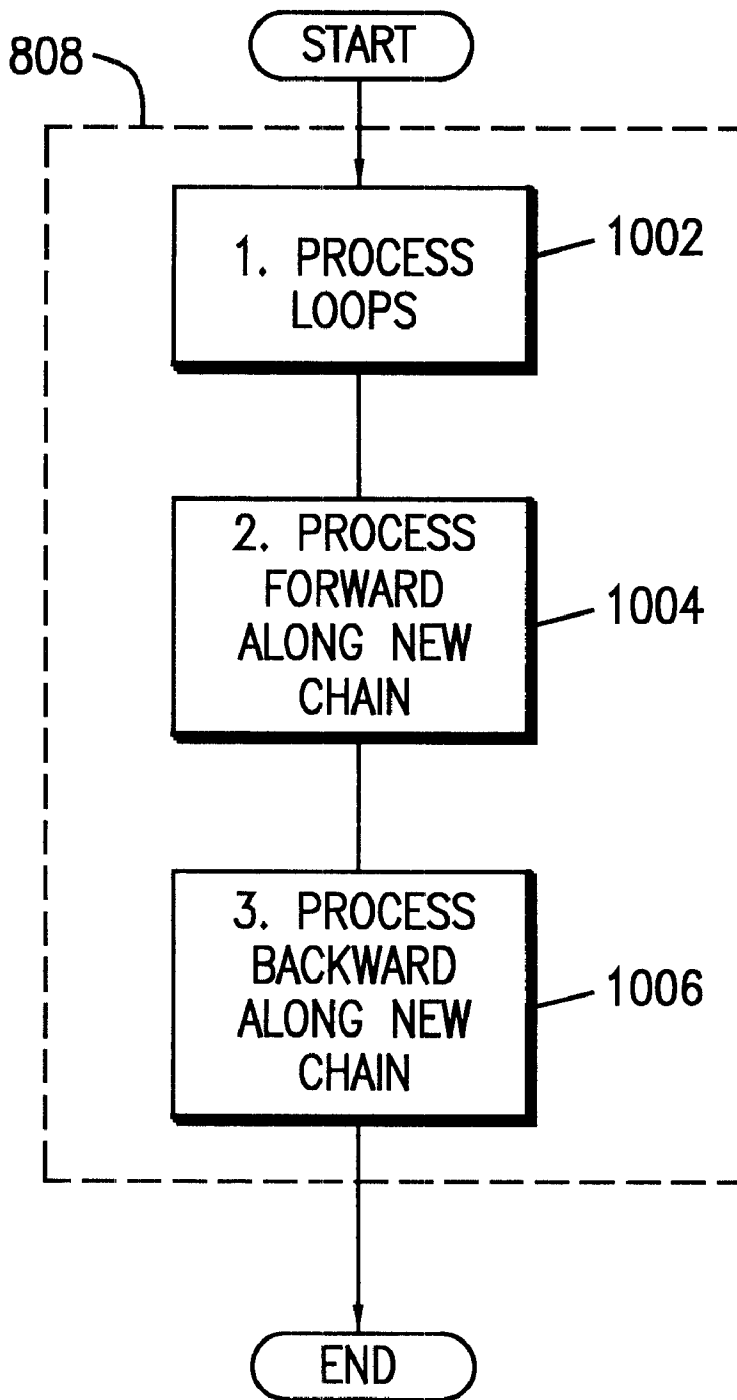 START
808
1. PROCESS
LOOPS
1002
2. PROCESS
FORWARD
ALONG NEW
CHAIN
1004
3. PROCESS
BACKWARD
ALONG NEW
CHAIN
1006
END